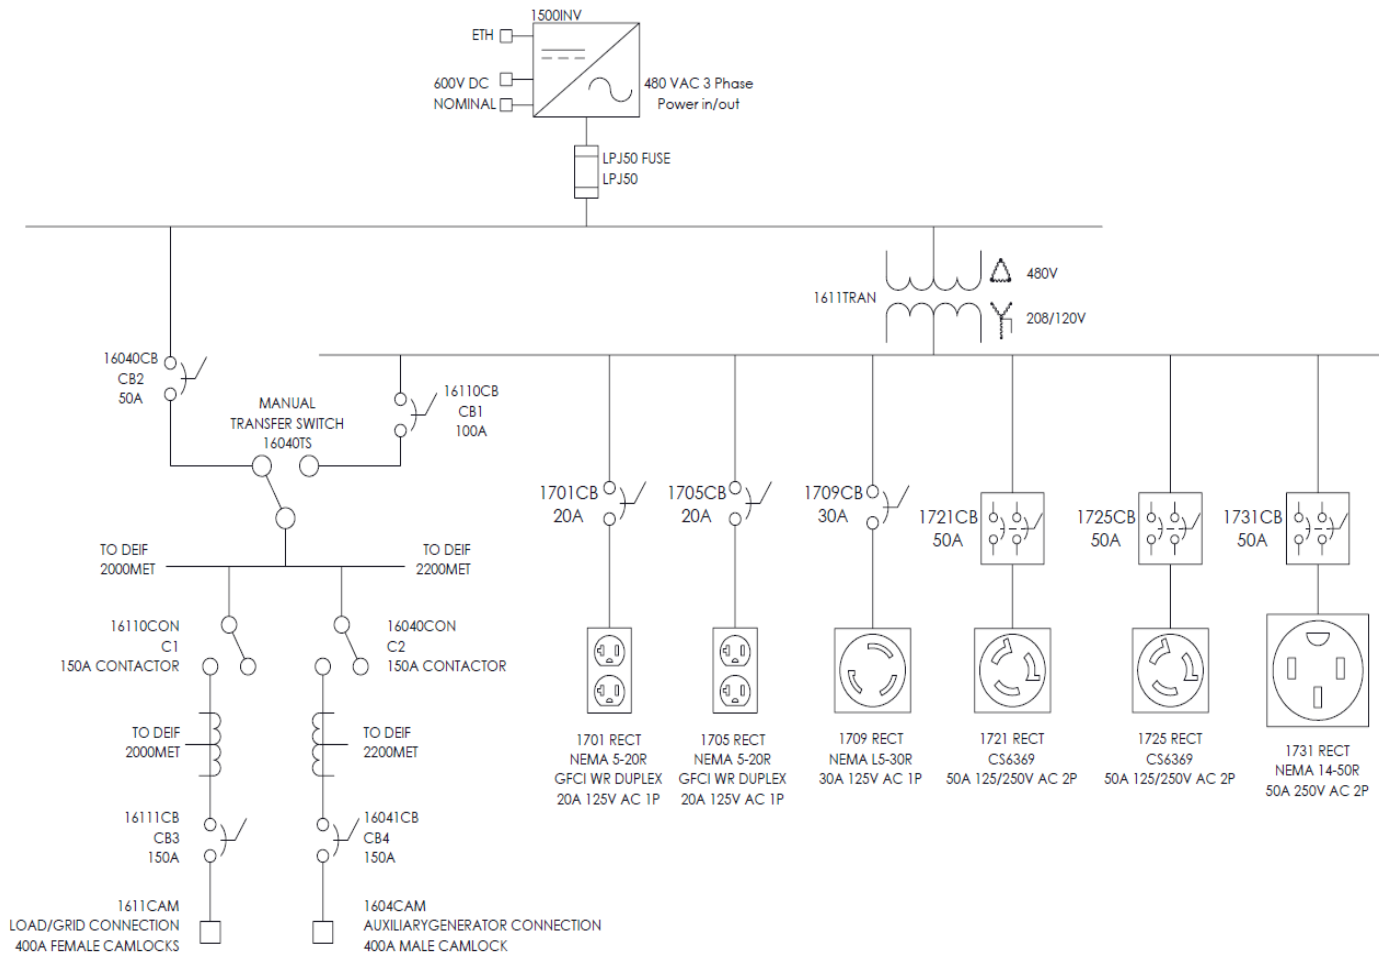 1500INV
ETH
600V DC
NOMINAL
480 VAC 3 Phase
Power in/out
LPJ50 FUSE
LPJ50
480V
1611TRAN
208/120V
16040CB
CB2
50A
MANUAL
TRANSFER SWITCH
16040TS
16110CB
CB1
100A
1701CB
20A
1705CB
20A
1709CB
30A
1721CB
50A
1725CB
50A
1731CB
50A
TO DEIF
2000MET
TO DEIF
2200MET
16110CON
C1
150A CONTACTOR
16040CON
C2
150A CONTACTOR
TO DEIF
2000MET
TO DEIF
2200MET
1701 RECT
NEMA 5-20R
GFCI WR DUPLEX
20A 125V AC 1P
1705 RECT
NEMA 5-20R
GFCI WR DUPLEX
20A 125V AC 1P
1709 RECT
NEMA L5-30R
30A 125V AC 1P
1721 RECT
CS6369
50A 125/250V AC 2P
1725 RECT
CS6369
50A 125/250V AC 2P
1731 RECT
NEMA 14-50R
50A 250V AC 2P
16111CB
CB3
150A
16041CB
CB4
150A
1611CAM
LOAD/GRID CONNECTION
400A FEMALE CAMLOCKS
1604CAM
AUXILIARYGENERATOR CONNECTION
400A MALE CAMLOCK